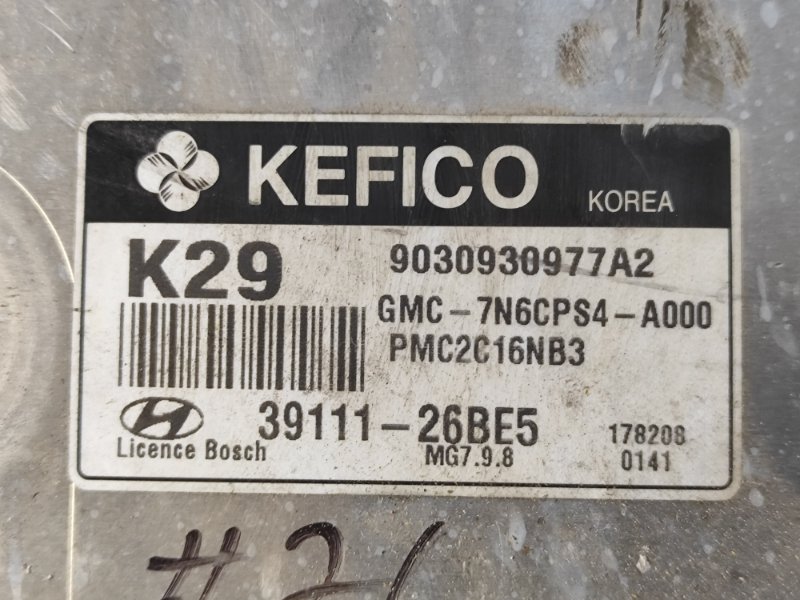 KEFICO KOREA
K29 9030930977A2
GMC-7N6CPS4-A000
PMC2C16NB3
39111-26BE5 178208
Licence Bosch MG7.9.8 0141